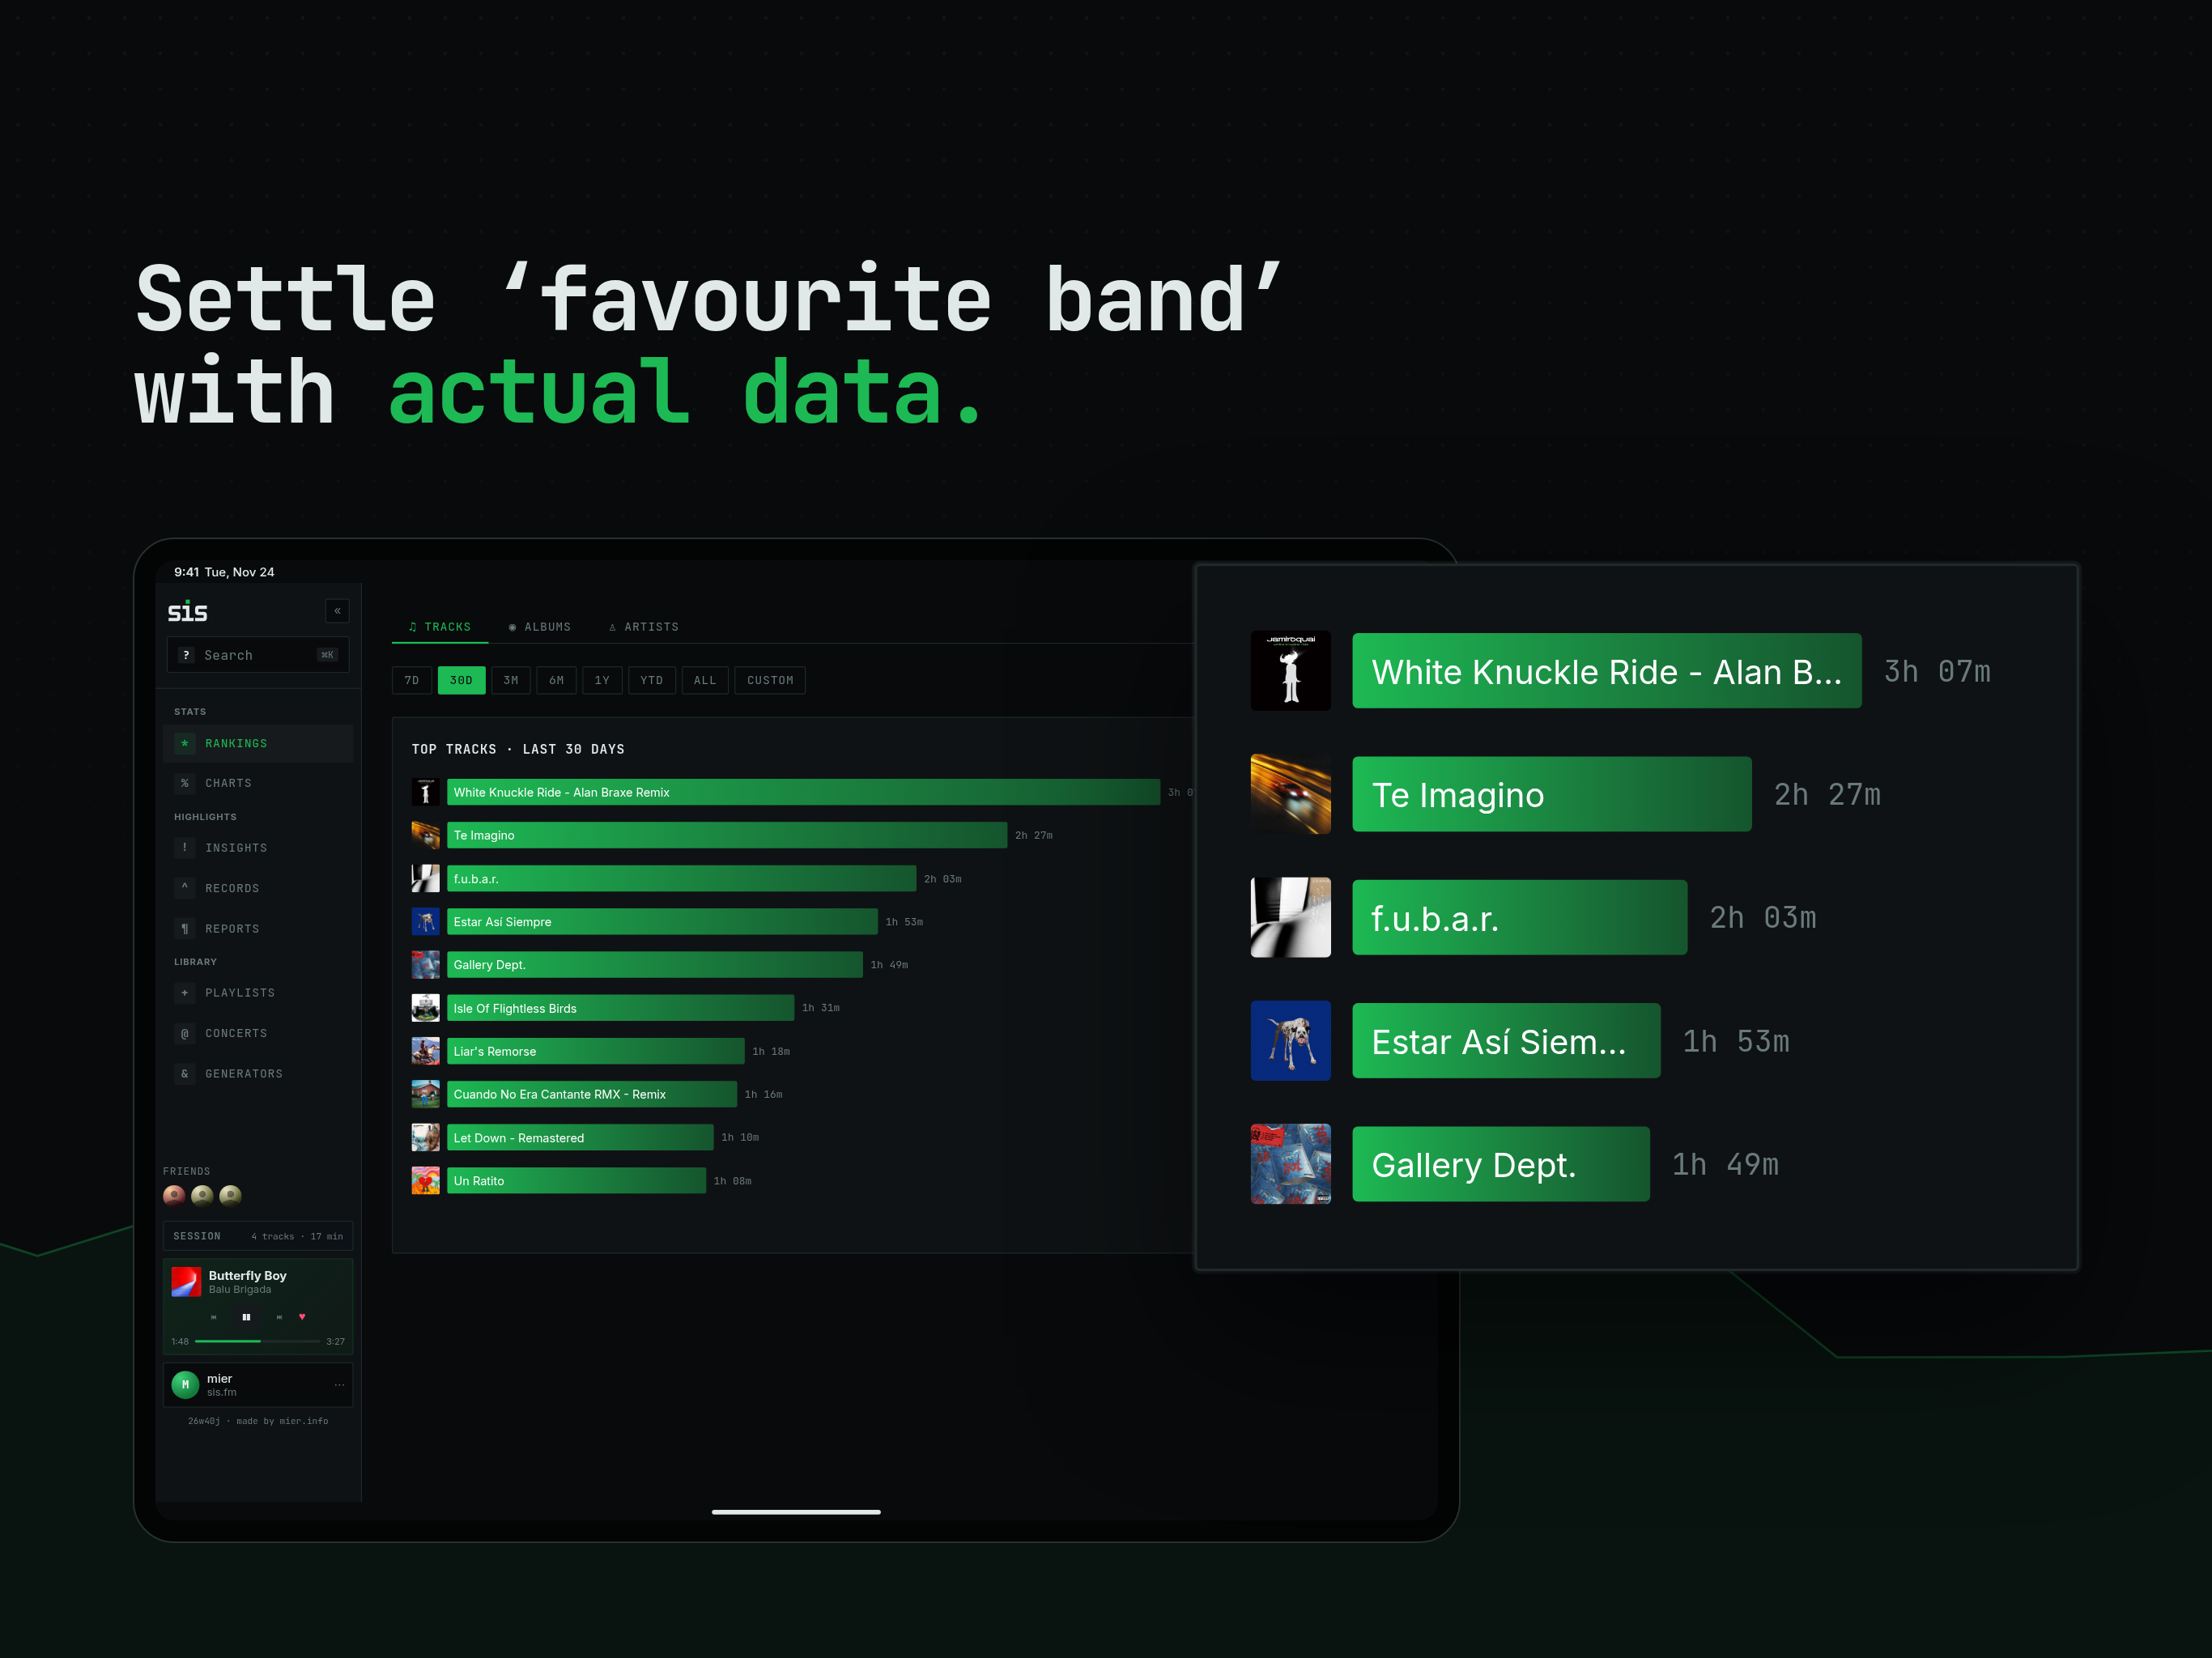 Settle ‘favourite band’
with actual data.
9:41 Tue, Nov 24
sis
«
? Search ⌘K
STATS
* RANKINGS
% CHARTS
HIGHLIGHTS
! INSIGHTS
^ RECORDS
¶ REPORTS
LIBRARY
+ PLAYLISTS
@ CONCERTS
& GENERATORS
FRIENDS
SESSION 4 tracks · 17 min
Butterfly Boy
Balu Brigada
1:48 3:27
M mier
sis.fm
...
26w40j · made by mier.info
♫ TRACKS ◉ ALBUMS ♙ ARTISTS
7D 30D 3M 6M 1Y YTD ALL CUSTOM
TOP TRACKS · LAST 30 DAYS
White Knuckle Ride - Alan Braxe Remix 3h 0
Te Imagino 2h 27m
f.u.b.a.r. 2h 03m
Estar Así Siempre 1h 53m
Gallery Dept. 1h 49m
Isle Of Flightless Birds 1h 31m
Liar's Remorse 1h 18m
Cuando No Era Cantante RMX - Remix 1h 16m
Let Down - Remastered 1h 10m
Un Ratito 1h 08m
Jamiroquai
White Knuckle Ride - Alan B... 3h 07m
Te Imagino 2h 27m
f.u.b.a.r. 2h 03m
Estar Así Siem... 1h 53m
Gallery Dept. 1h 49m